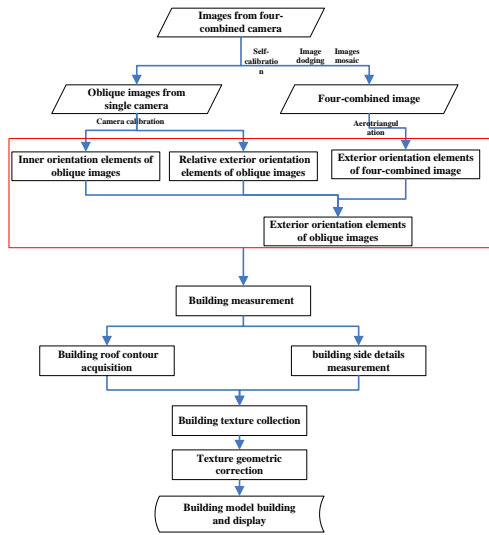 Images from four-
combined camera
Self-
calibratio
n
Image
dodging
Images
mosaic
Oblique images from
single camera
Four-combined image
Camera calibration
Aerotriangul
ation
Inner orientation elements of
oblique images
Relative exterior orientation
elements of oblique images
Exterior orientation elements
of four-combined image
Exterior orientation elements
of oblique images
Building measurement
Building roof contour
acquisition
building side details
measurement
Building texture collection
Texture geometric
correction
Building model building
and display